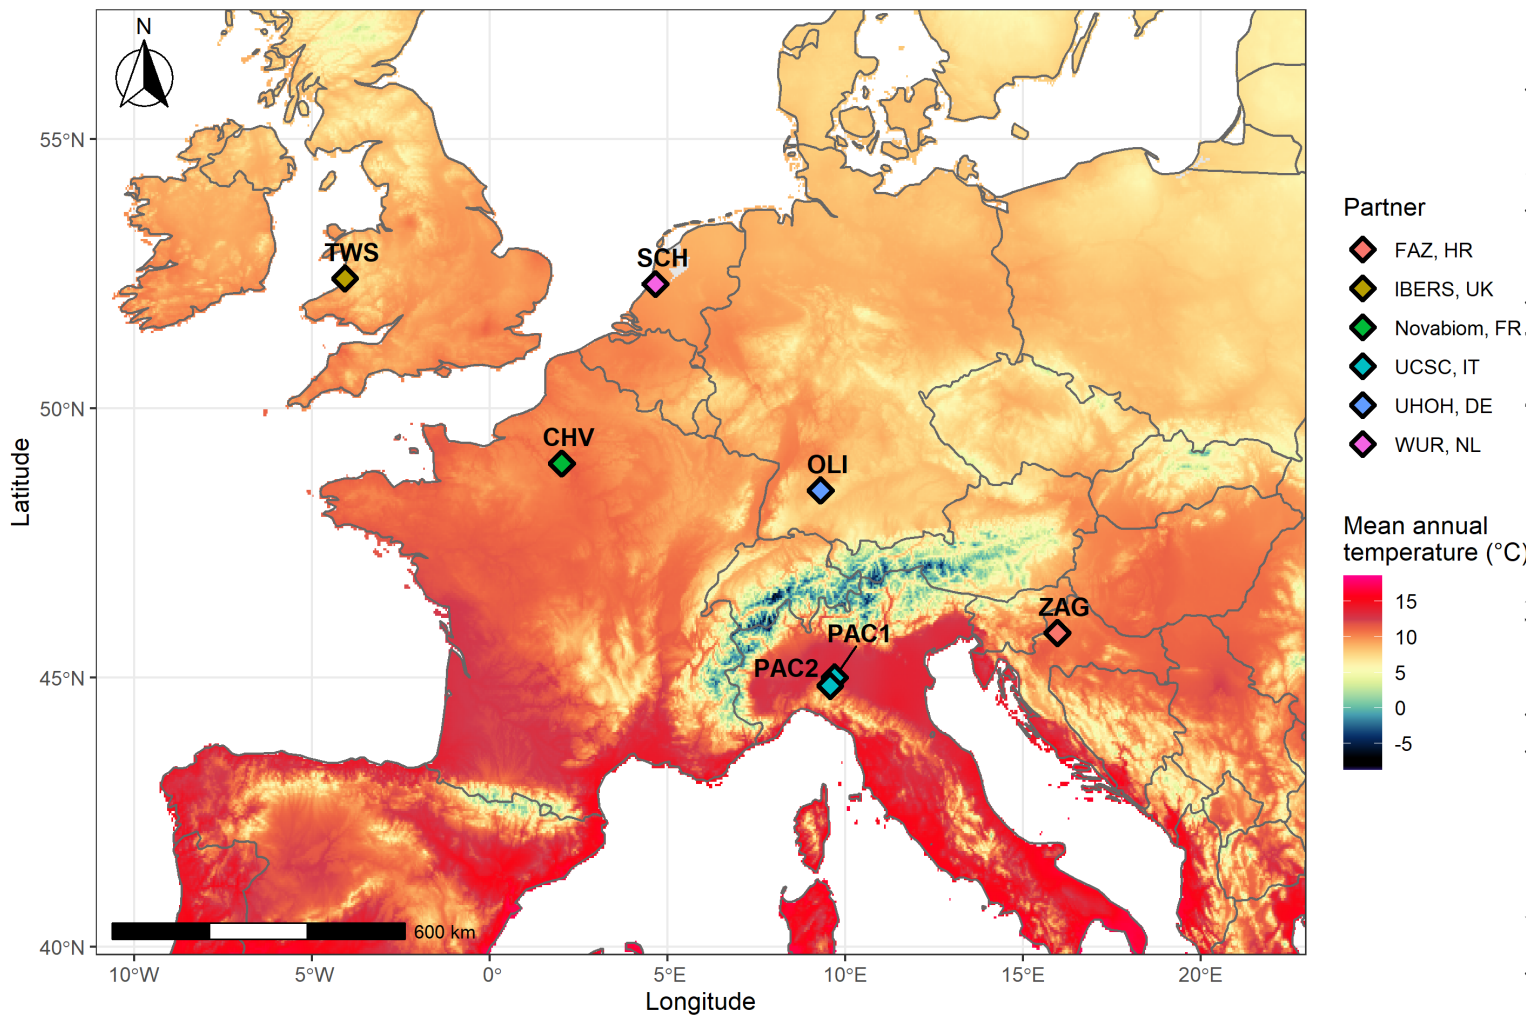 N
55°N
50°N
45°N
40°N
Latitude
10°W
5°W
0°
5°E
10°E
15°E
20°E
Longitude
TWS
SCH
CHV
OLI
ZAG
PAC1
PAC2
600 km
Partner
FAZ, HR
IBERS, UK
Novabiom, FR
UCSC, IT
UHOH, DE
WUR, NL
Mean annual
temperature (°C)
15
10
5
0
-5